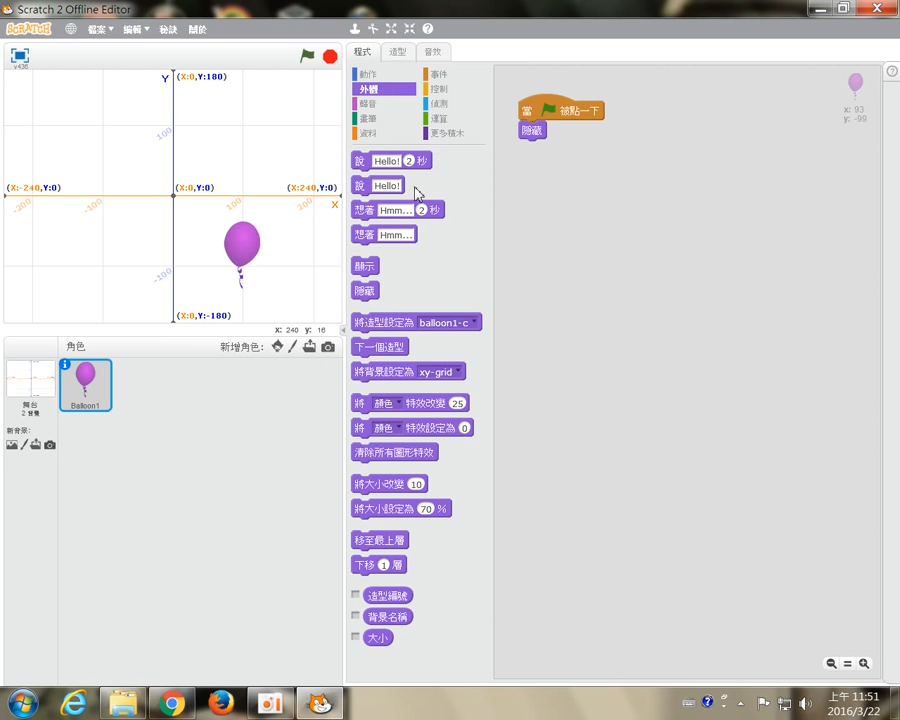 Scratch 2 Offline Editor
SCRATCH 檔案 編輯 秘訣 關於
v438
程式 造型 音效
Y (X:0,Y:180)
100
(X:-240,Y:0) (X:0,Y:0) (X:240,Y:0)
-200 -100 100 200 X
-100
(X:0,Y:-180)
x: 240 y: 16
角色 新增角色:
舞台
2 背景
新背景:
Balloon1
動作 事件
外觀 控制
聲音 偵測
畫筆 運算
資料 更多積木
說 Hello! 2 秒
說 Hello!
想著 Hmm... 2 秒
想著 Hmm...
顯示
隱藏
將造型設定為 balloon1-c
下一個造型
將背景設定為 xy-grid
將 顏色 特效改變 25
將 顏色 特效設定為 0
清除所有圖形特效
將大小改變 10
將大小設定為 70 %
移至最上層
下移 1 層
造型編號
背景名稱
大小
當 被點一下
隱藏
x: 93
y: -99
上午 11:51
2016/3/22